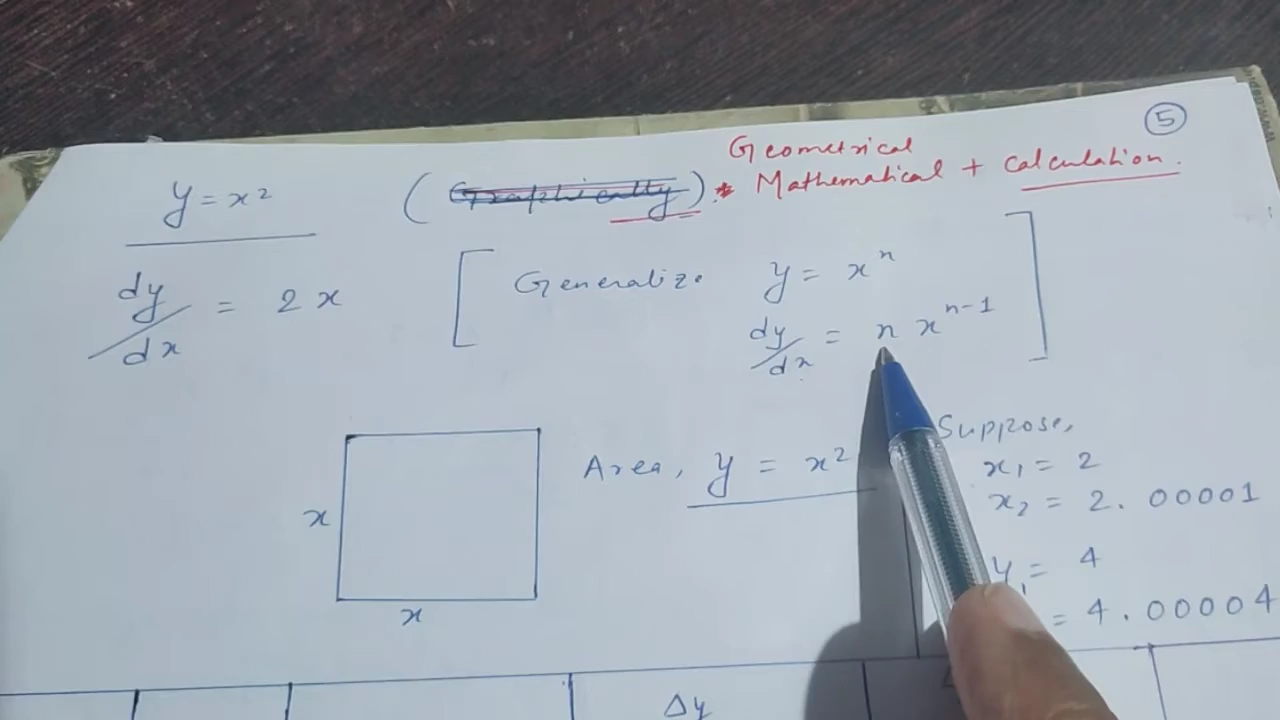 5
Geometrical
y = x² (Graphically) * Mathematical + Calculation.
dy/dx = 2x
[ Generalize y = xⁿ
dy/dx = n xⁿ⁻¹ ]
x
x
Area, y = x²
Suppose,
x₁ = 2
x₂ = 2.00001
y₁ = 4
= 4.00004
Δy